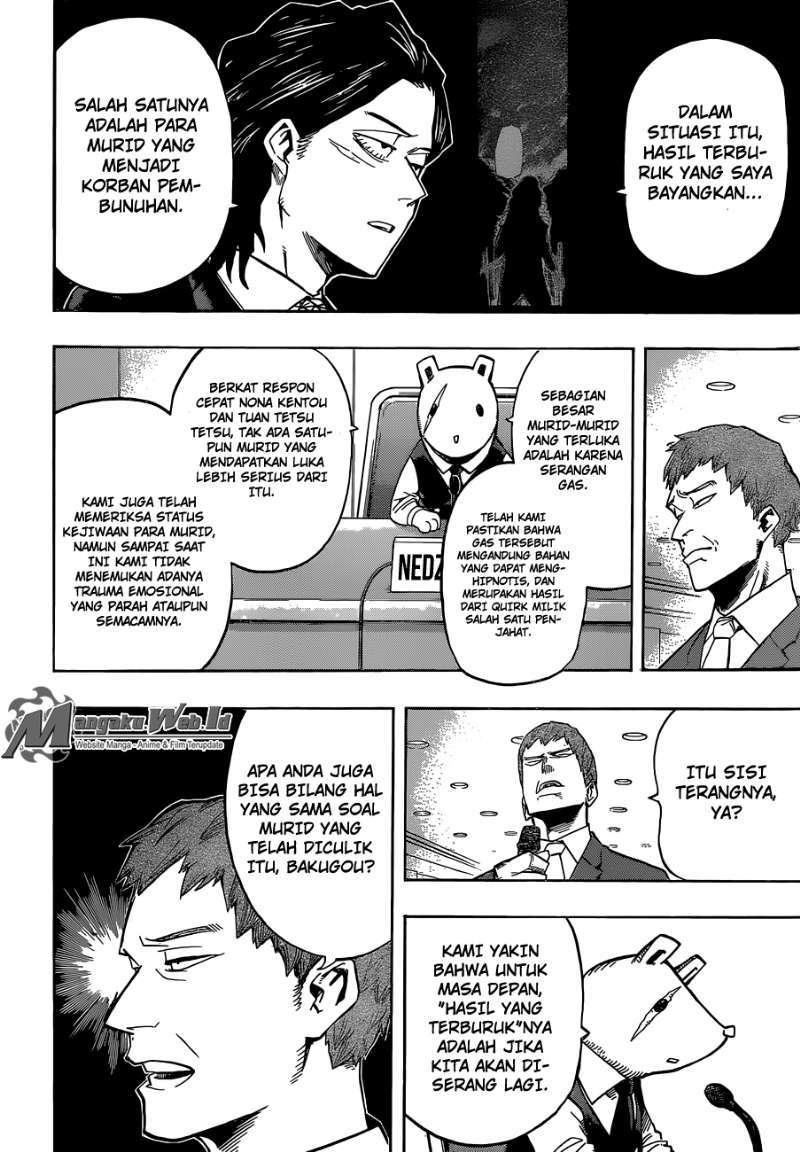 DALAM
SITUASI ITU,
HASIL TERBU-
RUK YANG SAYA
BAYANGKAN...
SALAH SATUNYA
ADALAH PARA
MURID YANG
MENJADI
KORBAN PEM-
BUNUHAN.
SEBAGIAN
BESAR
MURID-MURID
YANG TERLUKA
ADALAH KARENA
SERANGAN
GAS.
TELAH KAMI
PASTIKAN BAHWA
GAS TERSEBUT
MENGANDUNG BAHAN
YANG DAPAT MENG-
HIPNOTIS, DAN
MERUPAKAN HASIL
DARI QUIRK MILIK
SALAH SATU PEN-
JAHAT.
BERKAT RESPON
CEPAT NONA KENTOU
DAN TUAN TETSU
TETSU, TAK ADA SATU-
PUN MURID YANG
MENDAPATKAN LUKA
LEBIH SERIUS DARI
ITU.
KAMI JUGA TELAH
MEMERIKSA STATUS
KEJIWAAN PARA MURID,
NAMUN SAMPAI SAAT
INI KAMI TIDAK
MENEMUKAN ADANYA
TRAUMA EMOSIONAL
YANG PARAH ATAUPUN
SEMACAMNYA.
NEDZ
ITU SISI
TERANGNYA,
YA?
KAMI YAKIN
BAHWA UNTUK
MASA DEPAN,
"HASIL YANG
TERBURUK"NYA
ADALAH JIKA
KITA AKAN DI-
SERANG LAGI.
APA ANDA JUGA
BISA BILANG HAL
YANG SAMA SOAL
MURID YANG
TELAH DICULIK
ITU, BAKUGOU?
Mangaku.Web.Id
Website Manga - Anime & Film Terupdate